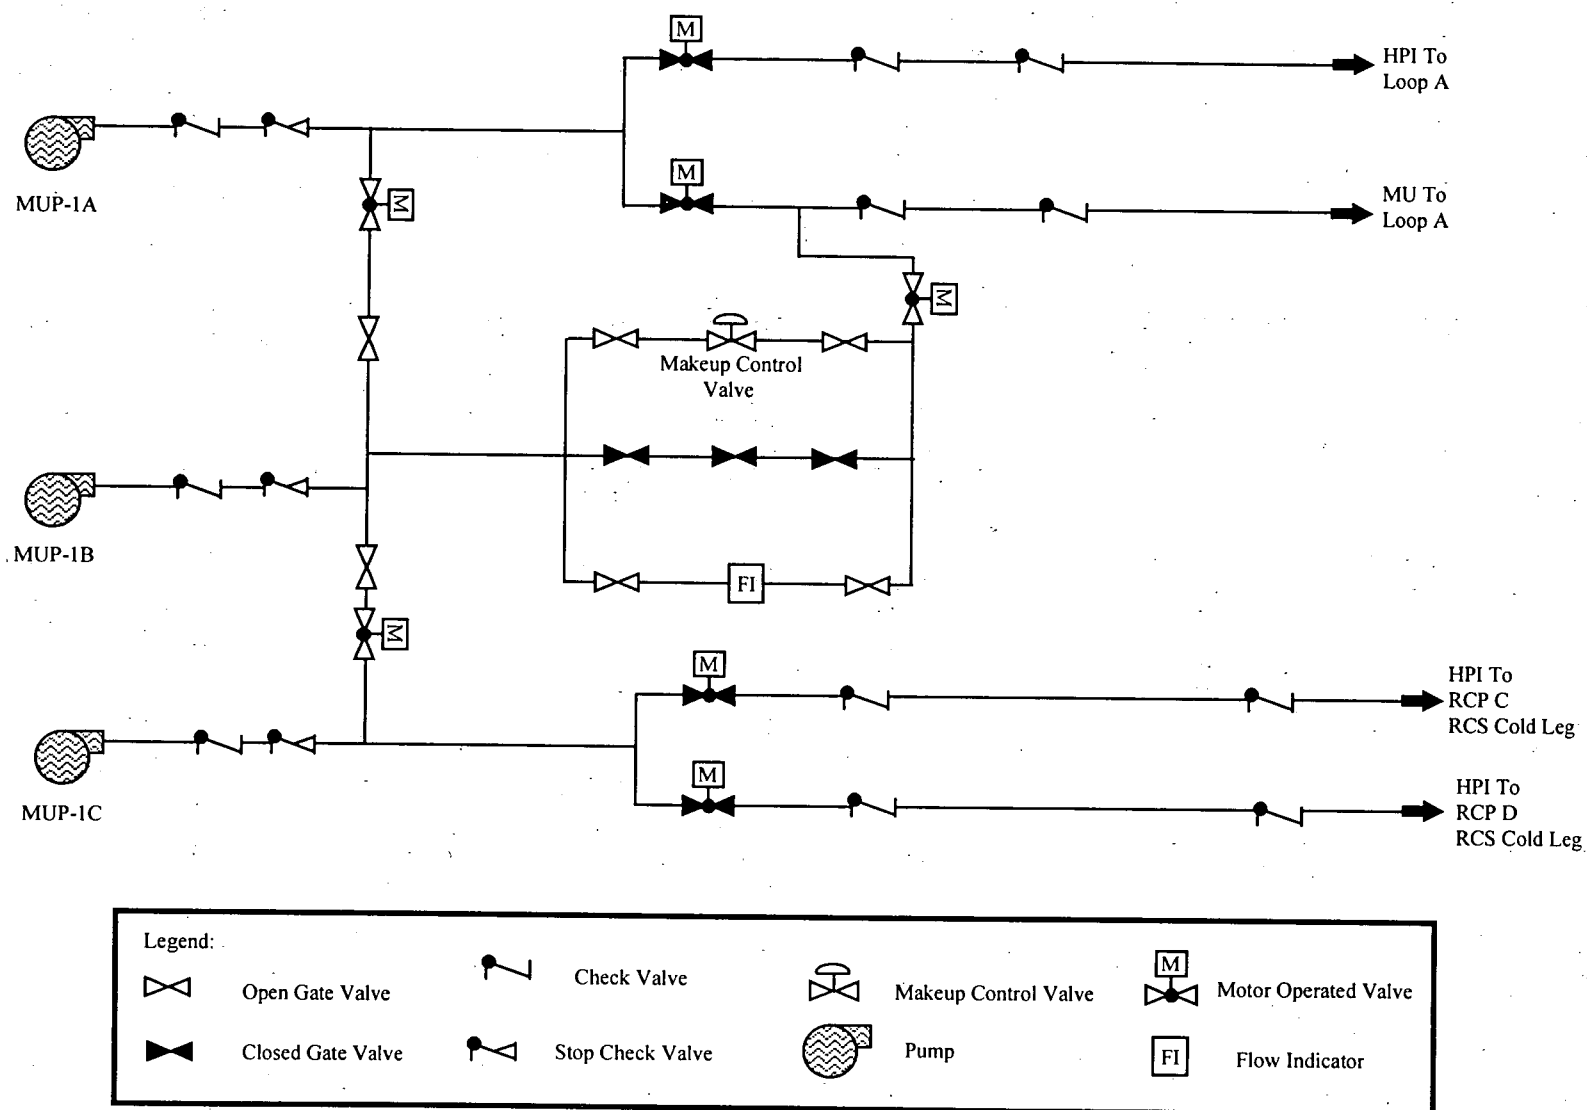 M
HPI To
Loop A
MUP-1A
M
M
MU To
Loop A
M
Makeup Control
Valve
MUP-1B
FI
M
M
HPI To
RCP C
RCS Cold Leg
MUP-1C
M
HPI To
RCP D
RCS Cold Leg
Legend:
Open Gate Valve
Check Valve
Makeup Control Valve
M
Motor Operated Valve
Closed Gate Valve
Stop Check Valve
Pump
FI
Flow Indicator